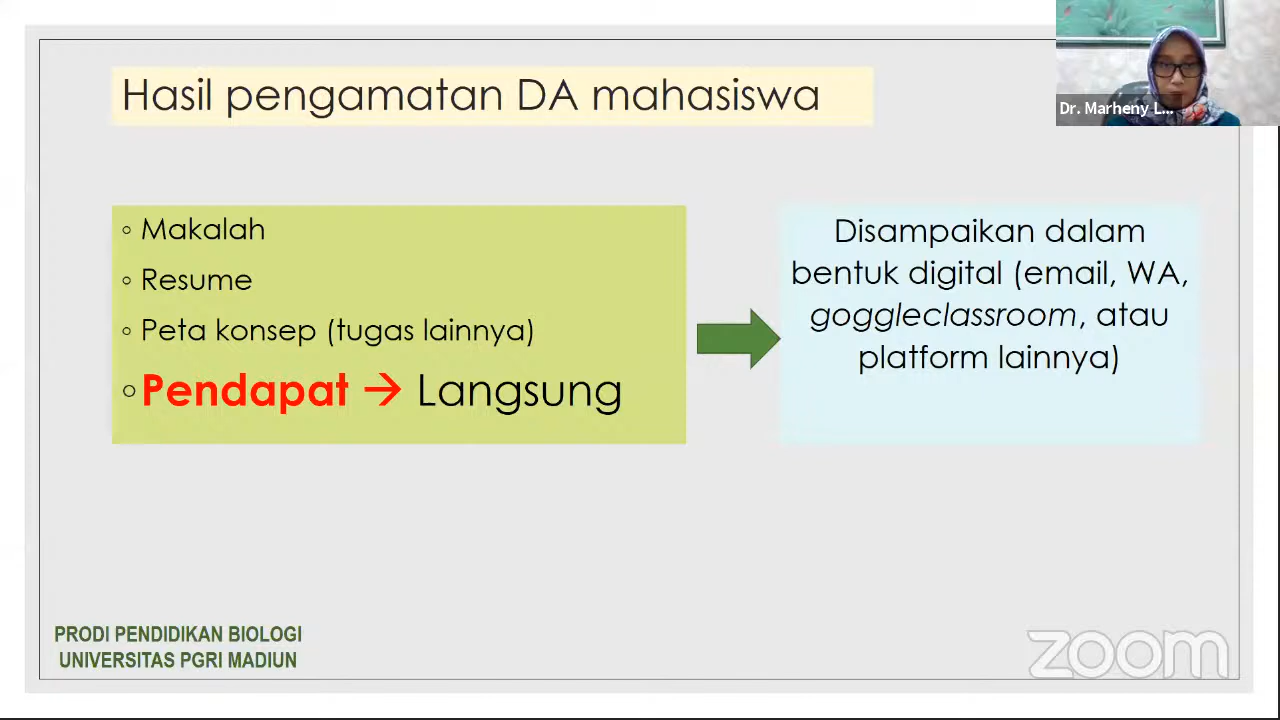 Hasil pengamatan DA mahasiswa
Dr. Marheny L...
◦ Makalah
◦ Resume
◦ Peta konsep (tugas lainnya)
◦ Pendapat → Langsung
Disampaikan dalam
bentuk digital (email, WA,
goggleclassroom, atau
platform lainnya)
PRODI PENDIDIKAN BIOLOGI
UNIVERSITAS PGRI MADIUN
zoom